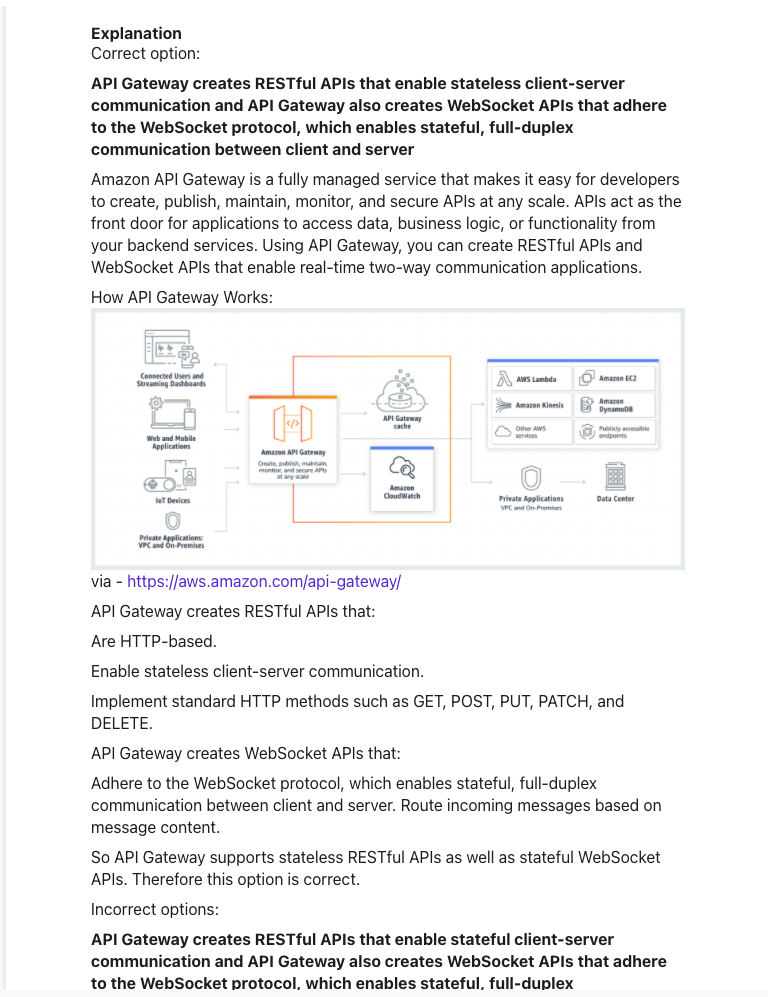 Explanation
Correct option:
API Gateway creates RESTful APIs that enable stateless client-server
communication and API Gateway also creates WebSocket APIs that adhere
to the WebSocket protocol, which enables stateful, full-duplex
communication between client and server
Amazon API Gateway is a fully managed service that makes it easy for developers
to create, publish, maintain, monitor, and secure APIs at any scale. APIs act as the
front door for applications to access data, business logic, or functionality from
your backend services. Using API Gateway, you can create RESTful APIs and
WebSocket APIs that enable real-time two-way communication applications.
How API Gateway Works:
Connected Users and
Streaming Dashboards
Web and Mobile
Applications
IoT Devices
Private Applications:
VPC and On-Premises
Amazon API Gateway
Create, publish, maintain,
monitor, and secure APIs
at any scale
API Gateway
cache
Amazon
CloudWatch
AWS Lambda
Amazon EC2
Amazon Kinesis
Amazon
DynamoDB
Other AWS
services
Publicly accessible
endpoints
Private Applications
VPC and On-Premises
Data Center
via - https://aws.amazon.com/api-gateway/
API Gateway creates RESTful APIs that:
Are HTTP-based.
Enable stateless client-server communication.
Implement standard HTTP methods such as GET, POST, PUT, PATCH, and
DELETE.
API Gateway creates WebSocket APIs that:
Adhere to the WebSocket protocol, which enables stateful, full-duplex
communication between client and server. Route incoming messages based on
message content.
So API Gateway supports stateless RESTful APIs as well as stateful WebSocket
APIs. Therefore this option is correct.
Incorrect options:
API Gateway creates RESTful APIs that enable stateful client-server
communication and API Gateway also creates WebSocket APIs that adhere
to the WebSocket protocol, which enables stateful, full-duplex